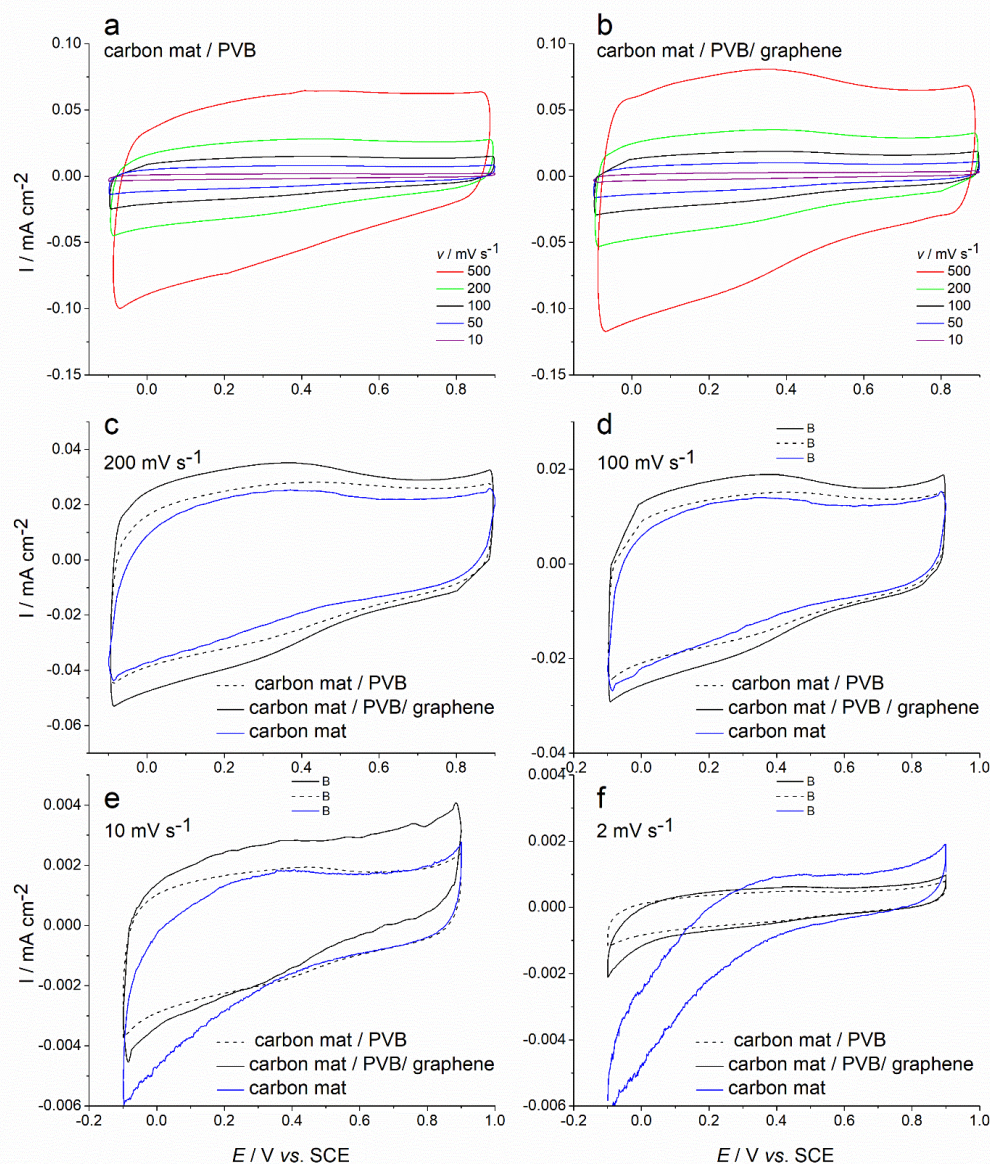 a
carbon mat / PVB
b
carbon mat / PVB/ graphene
0.10
0.05
0.00
-0.05
-0.10
-0.15
I / mA cm-2
v / mV s-1
500
200
100
50
10
0.0 0.2 0.4 0.6 0.8
0.10
0.05
0.00
-0.05
-0.10
-0.15
v / mV s-1
500
200
100
50
10
0.0 0.2 0.4 0.6 0.8
c
200 mV s-1
0.04
0.02
0.00
-0.02
-0.04
-0.06
I / mA cm-2
carbon mat / PVB
carbon mat / PVB/ graphene
carbon mat
0.0 0.2 0.4 0.6 0.8
d
B
B
B
100 mV s-1
0.02
0.00
-0.02
-0.04
carbon mat / PVB
carbon mat / PVB / graphene
carbon mat
-0.2 0.0 0.2 0.4 0.6 0.8 1.0
e
B
B
B
10 mV s-1
0.004
0.002
0.000
-0.002
-0.004
-0.006
I / mA cm-2
carbon mat / PVB
carbon mat / PVB/ graphene
carbon mat
-0.2 0.0 0.2 0.4 0.6 0.8 1.0
E / V vs. SCE
f
B
B
B
2 mV s-1
0.004
0.002
0.000
-0.002
-0.004
-0.006
carbon mat / PVB
carbon mat / PVB/ graphene
carbon mat
-0.2 0.0 0.2 0.4 0.6 0.8 1.0
E / V vs. SCE